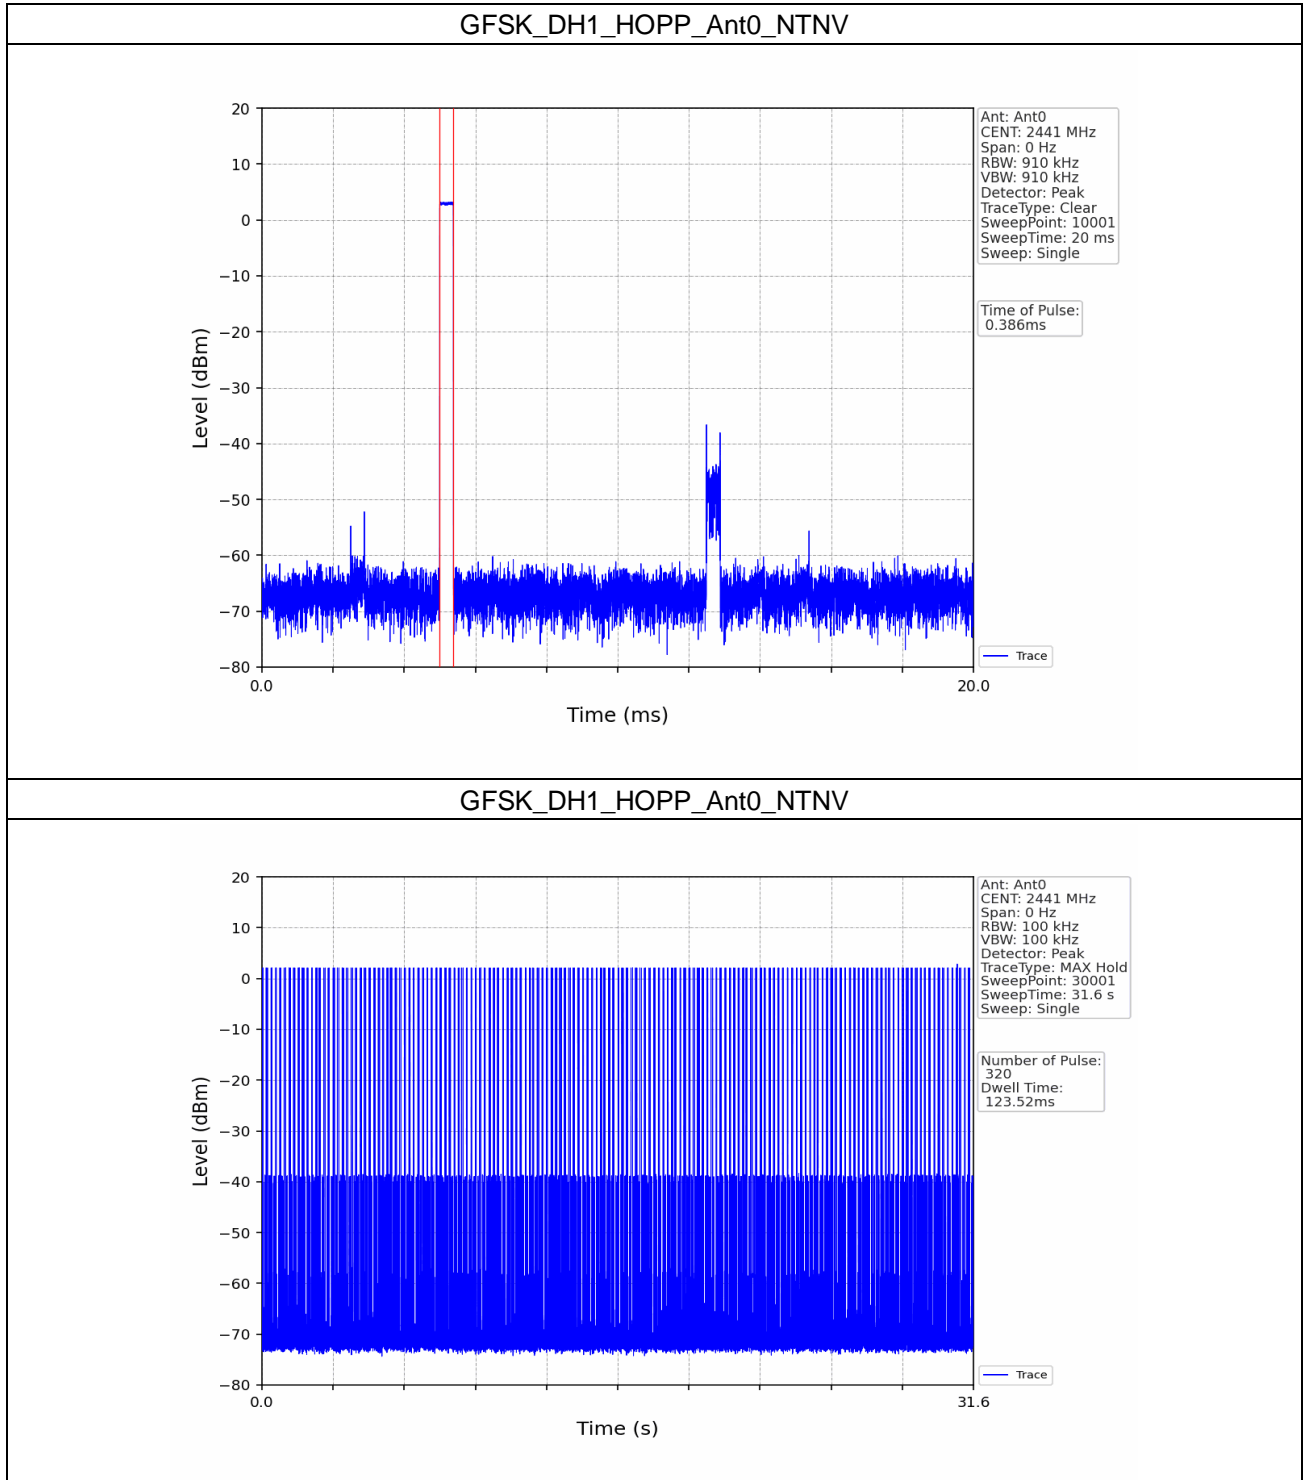 GFSK_DH1_HOPP_Ant0_NTNV
20
10
0
−10
−20
−30
−40
−50
−60
−70
−80
Level (dBm)
0.0
20.0
Time (ms)
Ant: Ant0
CENT: 2441 MHz
Span: 0 Hz
RBW: 910 kHz
VBW: 910 kHz
Detector: Peak
TraceType: Clear
SweepPoint: 10001
SweepTime: 20 ms
Sweep: Single
Time of Pulse:
0.386ms
Trace
GFSK_DH1_HOPP_Ant0_NTNV
20
10
0
−10
−20
−30
−40
−50
−60
−70
−80
Level (dBm)
0.0
31.6
Time (s)
Ant: Ant0
CENT: 2441 MHz
Span: 0 Hz
RBW: 100 kHz
VBW: 100 kHz
Detector: Peak
TraceType: MAX Hold
SweepPoint: 30001
SweepTime: 31.6 s
Sweep: Single
Number of Pulse:
320
Dwell Time:
123.52ms
Trace